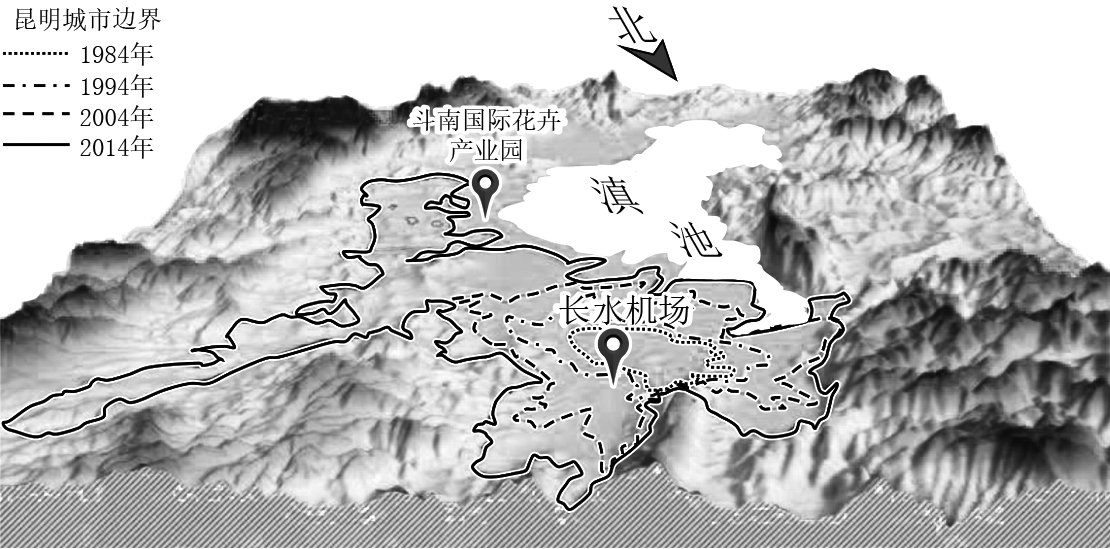 昆明城市边界
1984年
1994年
2004年
2014年
北
斗南国际花卉
产业园
滇
池
长水机场